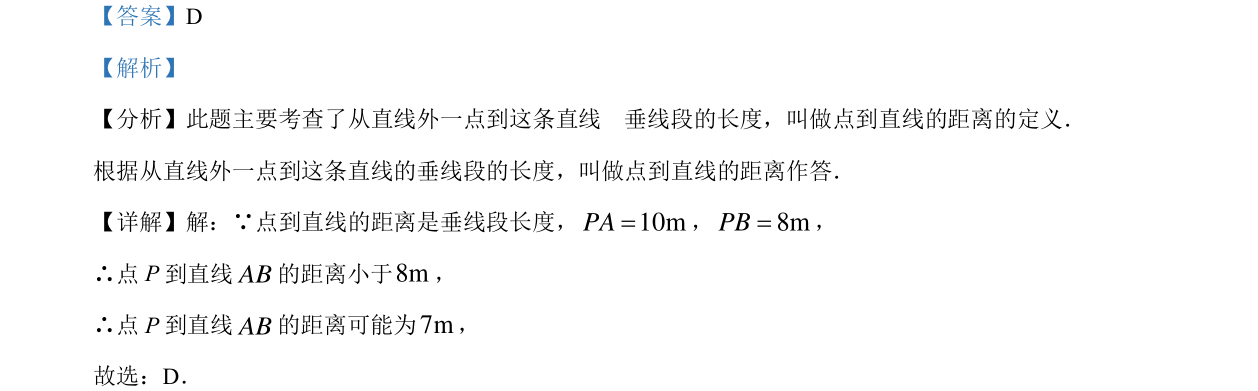 【答案】D
【解析】
【分析】此题主要考查了从直线外一点到这条直线 垂线段的长度，叫做点到直线的距离的定义．
根据从直线外一点到这条直线的垂线段的长度，叫做点到直线的距离作答．
【详解】解：∵点到直线的距离是垂线段长度，PA＝10m，PB＝8m，
∴点 P 到直线 AB 的距离小于8m，
∴点 P 到直线 AB 的距离可能为7m，
故选：D．